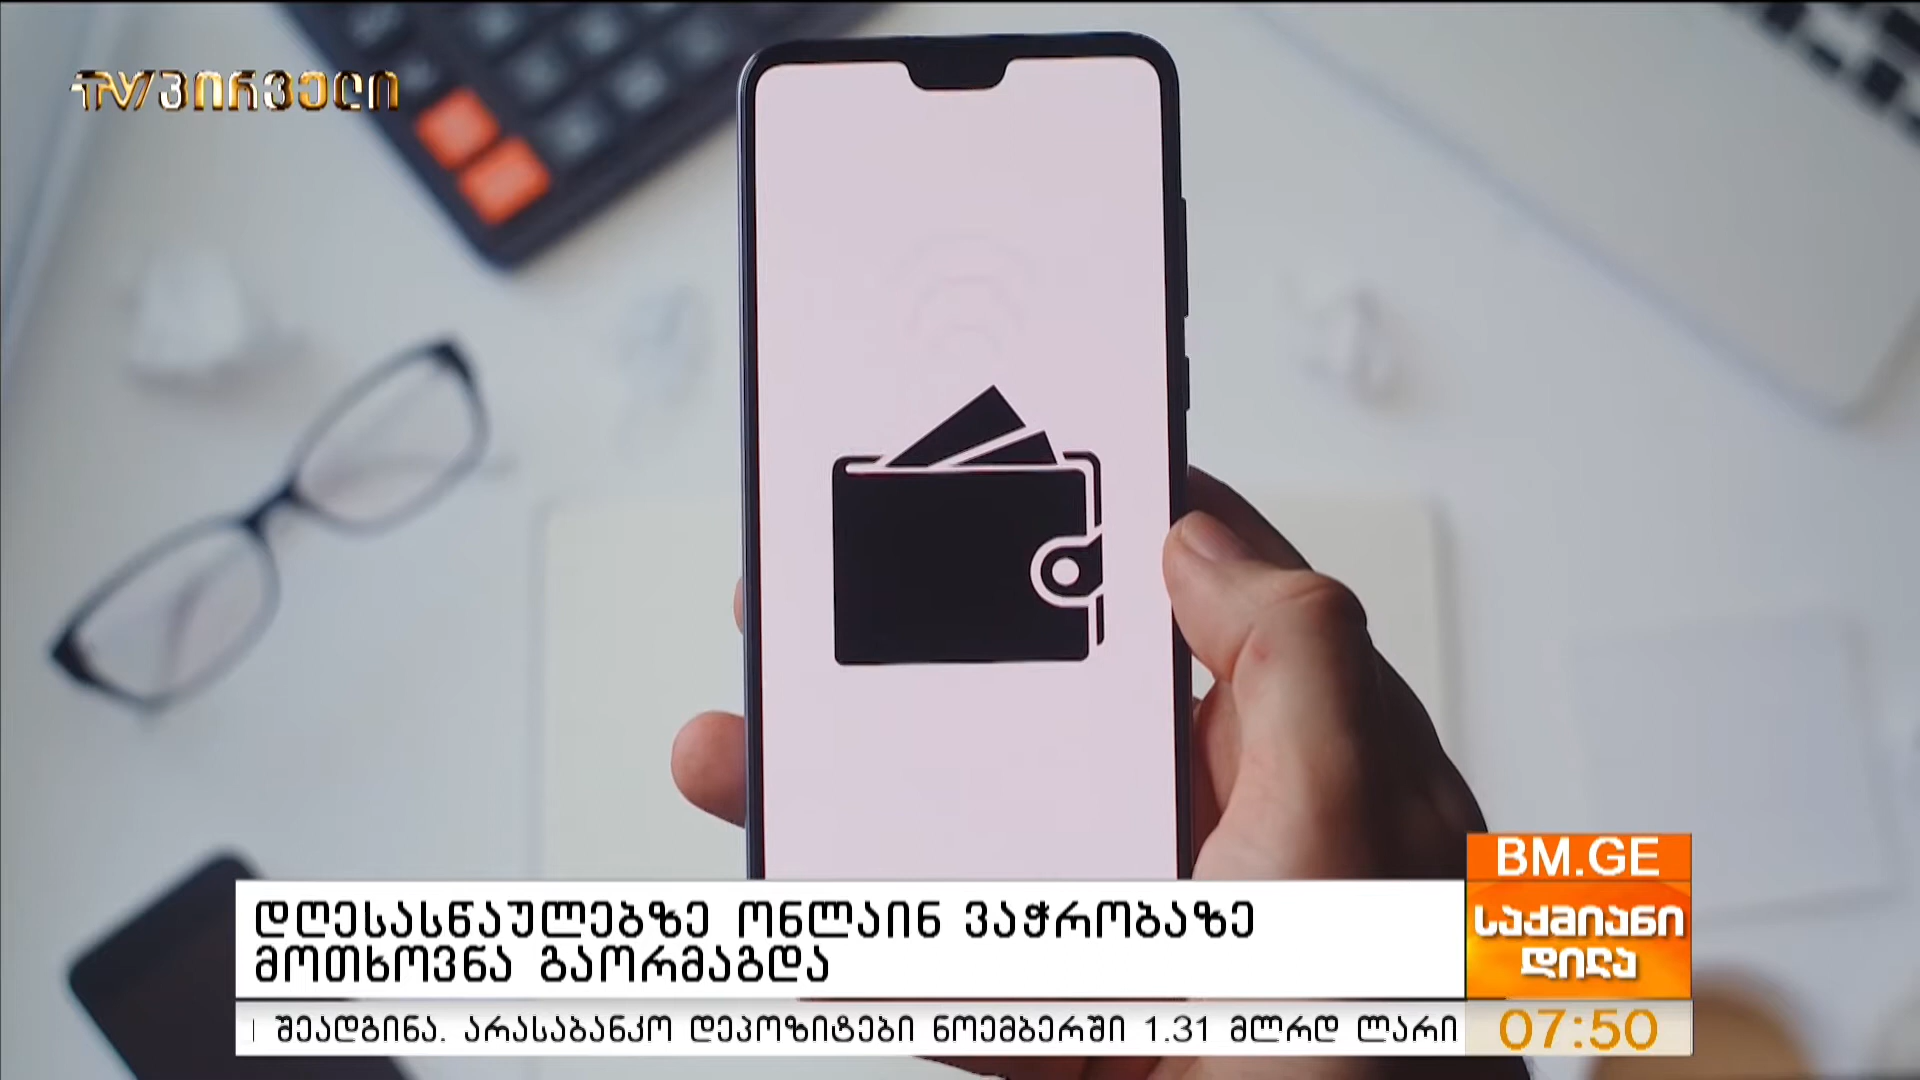 TV პირველი
BM.GE
დღესასწაულებზე ონლაინ ვაჭრობაზე
მოთხოვნა გაორმაგდა
საქმიანი
დილა
შეადგინა. არასაბანკო დეპოზიტები ნოემბერში 1.31 მლრდ ლარი
07:50